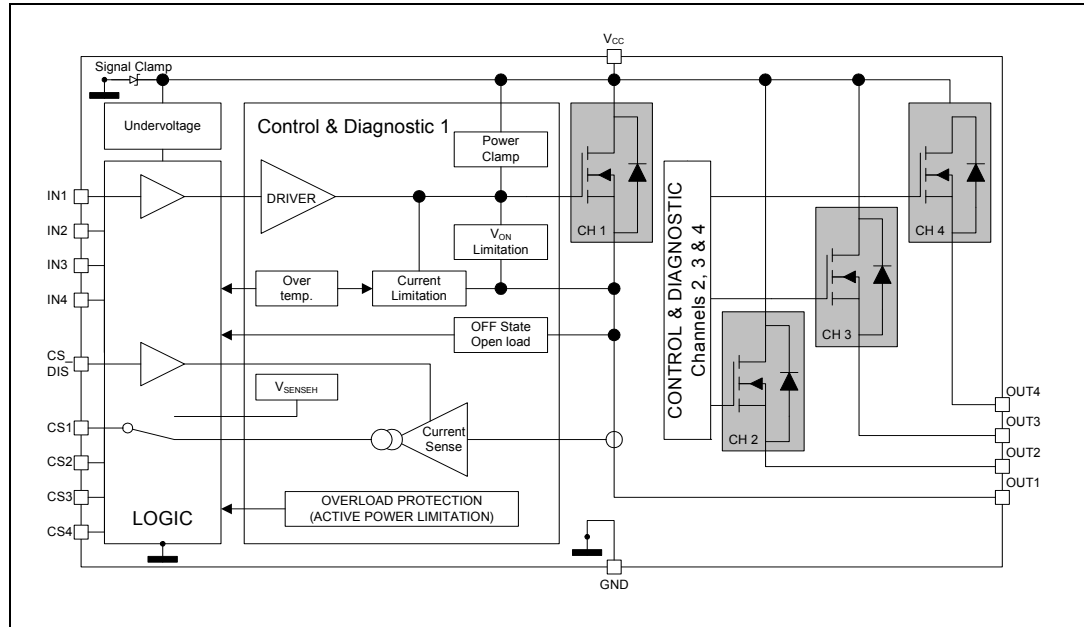 VCC
Signal Clamp
Undervoltage
Control & Diagnostic 1
Power
Clamp
IN1
DRIVER
IN2
VON
Limitation
CH 1
CH 4
IN3
IN4
Over
temp.
Current
Limitation
CONTROL & DIAGNOSTIC
Channels 2, 3 & 4
OFF State
Open load
CH 3
CS_
DIS
VSENSEH
OUT4
CS1
Current
Sense
CH 2
OUT3
CS2
OUT2
OUT1
CS3
OVERLOAD PROTECTION
(ACTIVE POWER LIMITATION)
LOGIC
CS4
GND